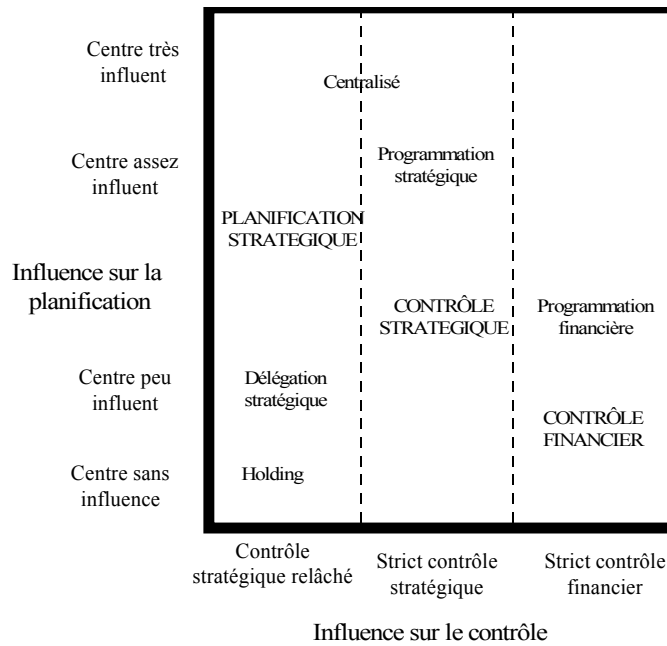 Centre très
influent
Centralisé
Centre assez
influent
Programmation
stratégique
PLANIFICATION
STRATEGIQUE
Influence sur la
planification
CONTRÔLE
STRATEGIQUE
Programmation
financière
Centre peu
influent
Délégation
stratégique
CONTRÔLE
FINANCIER
Centre sans
influence
Holding
Contrôle
stratégique relâché
Strict contrôle
stratégique
Strict contrôle
financier
Influence sur le contrôle